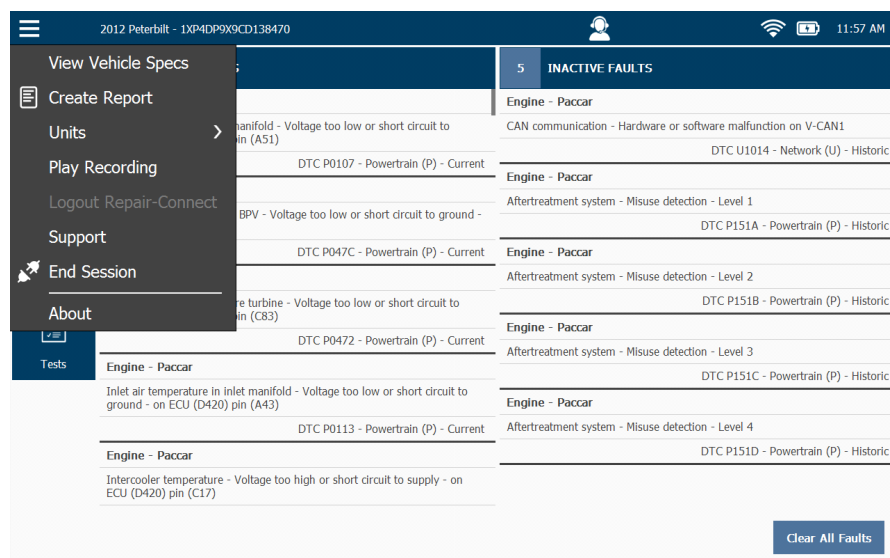 2012 Peterbilt - 1XP4DP9X9CD138470
11:57 AM
View Vehicle Specs
Create Report
Units
Play Recording
Logout Repair-Connect
Support
End Session
About
Tests
manifold - Voltage too low or short circuit to
in (A51)
DTC P0107 - Powertrain (P) - Current
BPV - Voltage too low or short circuit to ground -
DTC P047C - Powertrain (P) - Current
re turbine - Voltage too low or short circuit to
in (C83)
DTC P0472 - Powertrain (P) - Current
Engine - Paccar
Inlet air temperature in inlet manifold - Voltage too low or short circuit to
ground - on ECU (D420) pin (A43)
DTC P0113 - Powertrain (P) - Current
Engine - Paccar
Intercooler temperature - Voltage too high or short circuit to supply - on
ECU (D420) pin (C17)
5 INACTIVE FAULTS
Engine - Paccar
CAN communication - Hardware or software malfunction on V-CAN1
DTC U1014 - Network (U) - Historic
Engine - Paccar
Aftertreatment system - Misuse detection - Level 1
DTC P151A - Powertrain (P) - Historic
Engine - Paccar
Aftertreatment system - Misuse detection - Level 2
DTC P151B - Powertrain (P) - Historic
Engine - Paccar
Aftertreatment system - Misuse detection - Level 3
DTC P151C - Powertrain (P) - Historic
Engine - Paccar
Aftertreatment system - Misuse detection - Level 4
DTC P151D - Powertrain (P) - Historic
Clear All Faults